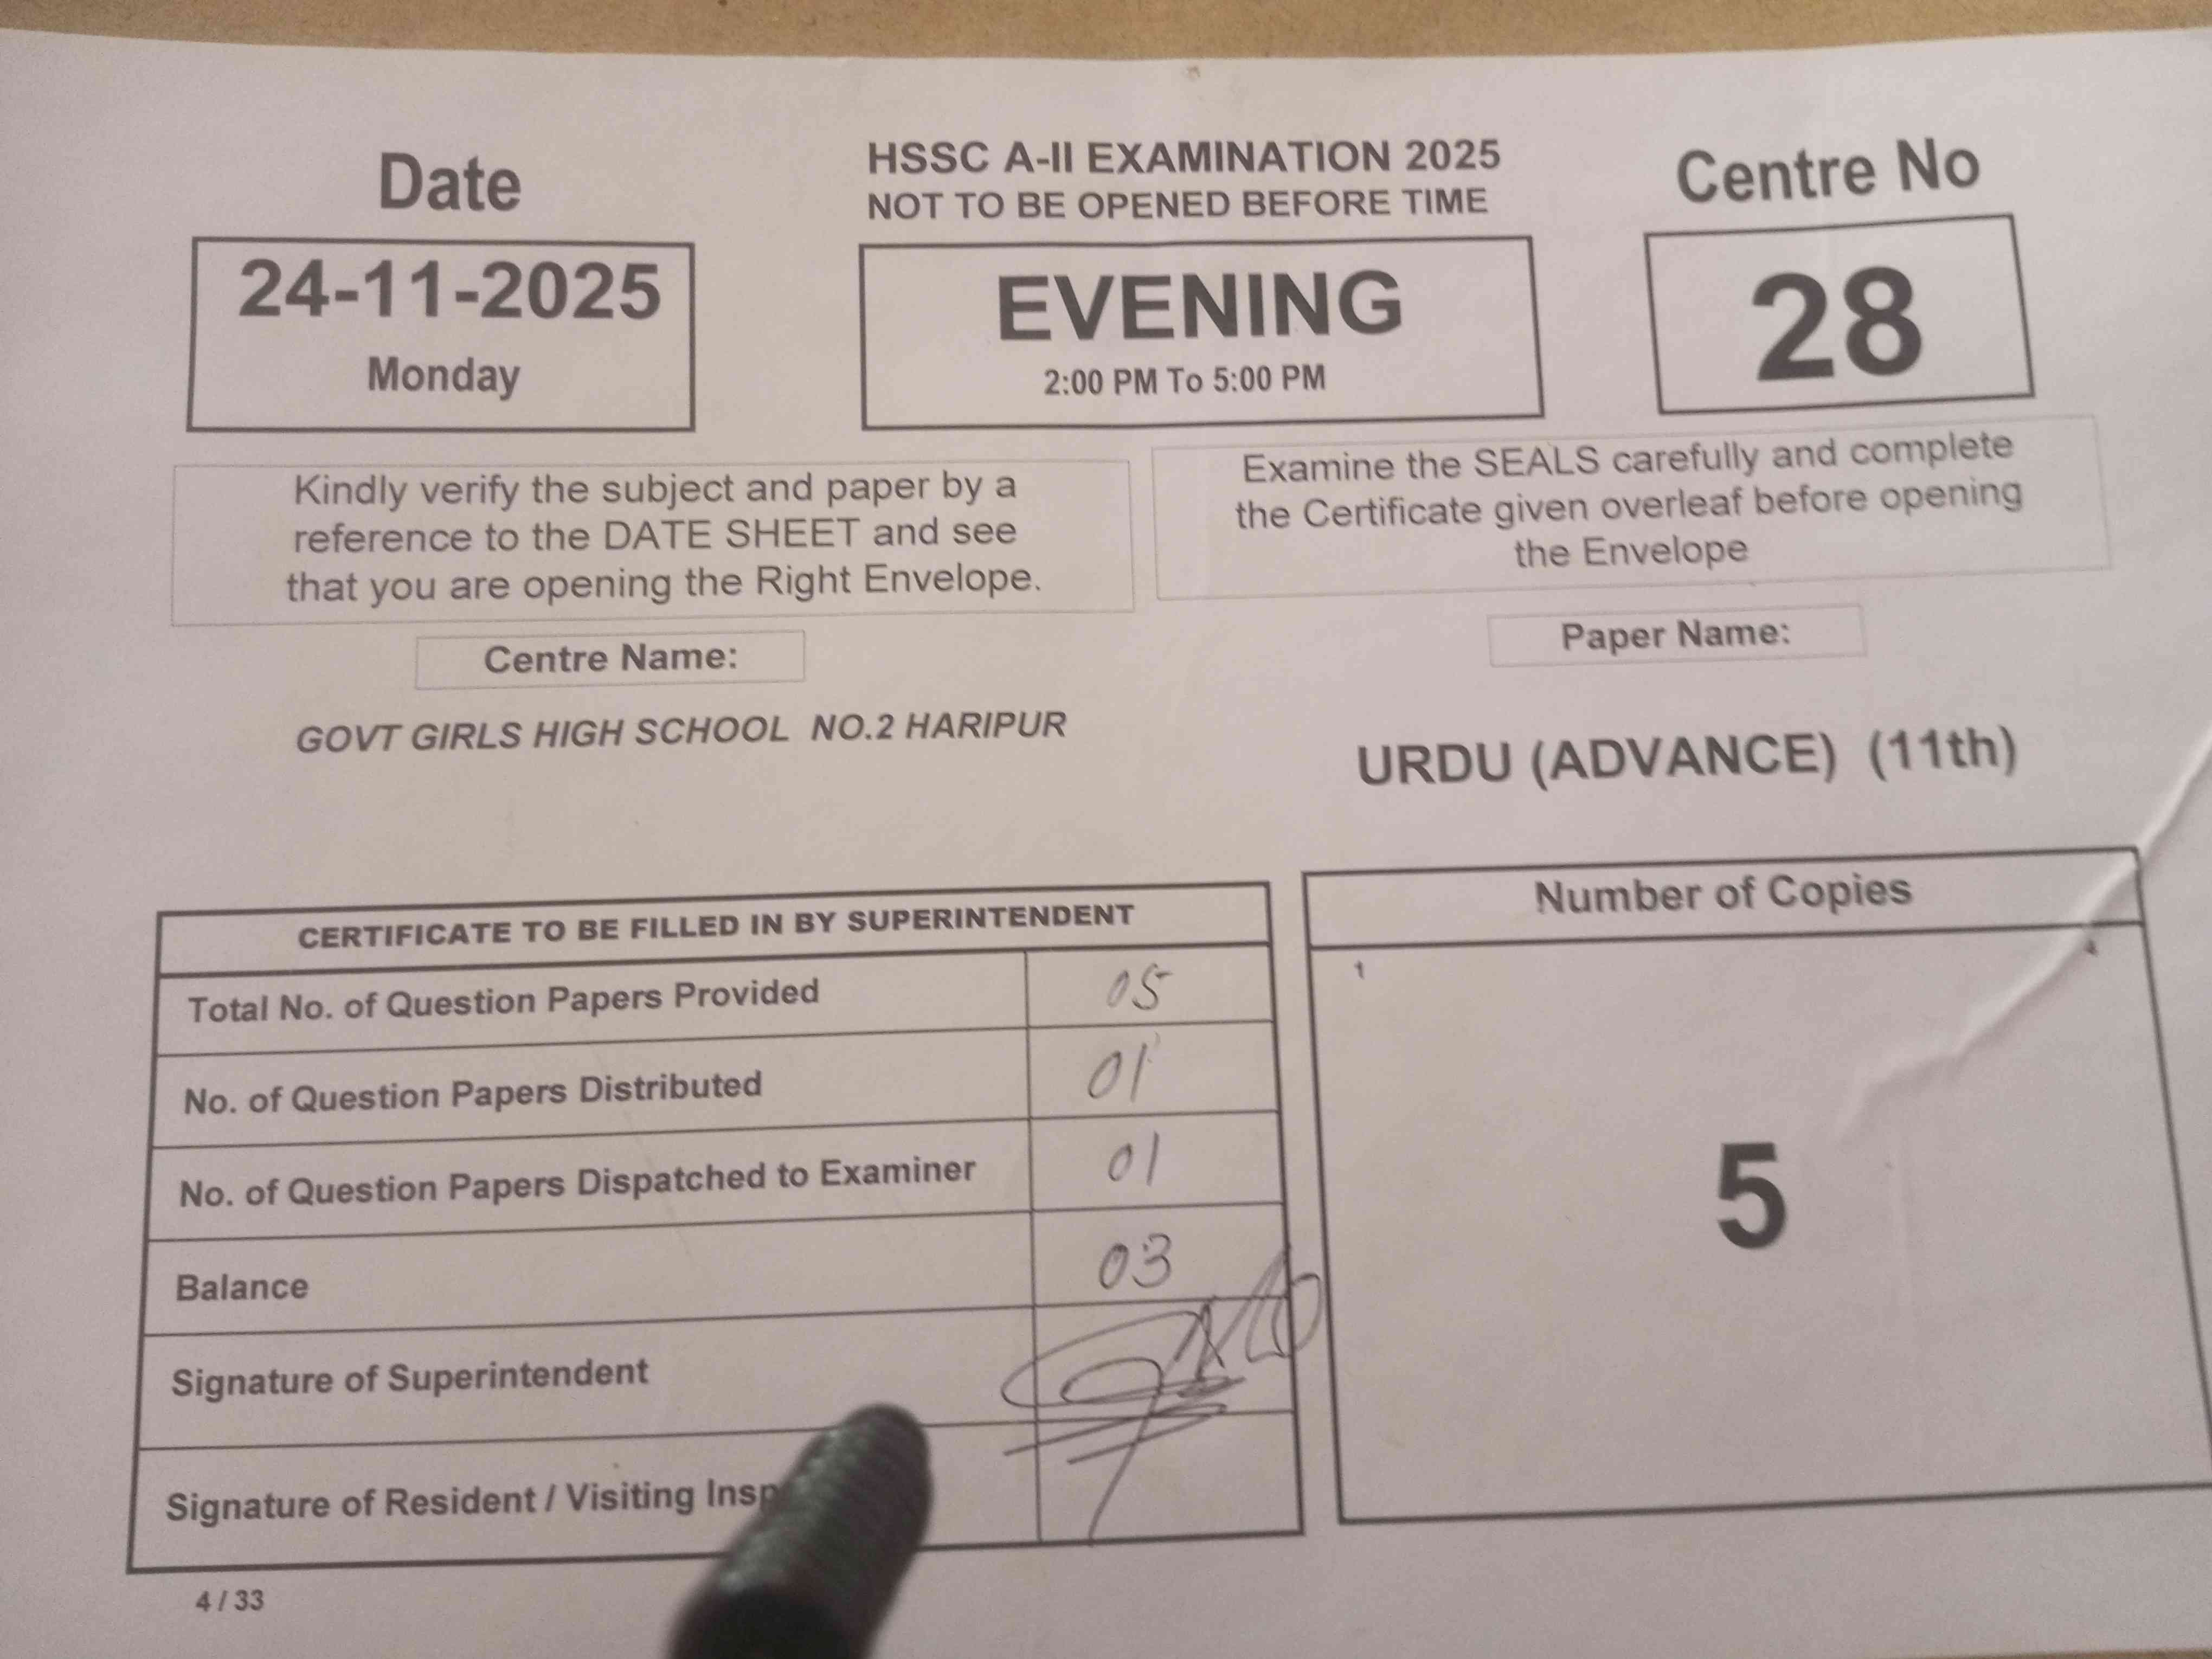 Date
24-11-2025
Monday
HSSC A-II EXAMINATION 2025
NOT TO BE OPENED BEFORE TIME
EVENING
2:00 PM To 5:00 PM
Centre No
28
Kindly verify the subject and paper by a
reference to the DATE SHEET and see
that you are opening the Right Envelope.
Examine the SEALS carefully and complete
the Certificate given overleaf before opening
the Envelope
Centre Name:
GOVT GIRLS HIGH SCHOOL NO.2 HARIPUR
Paper Name:
URDU (ADVANCE) (11th)
CERTIFICATE TO BE FILLED IN BY SUPERINTENDENT
Total No. of Question Papers Provided 05
No. of Question Papers Distributed 01
No. of Question Papers Dispatched to Examiner 01
Balance 03
Signature of Superintendent
Signature of Resident / Visiting
Number of Copies
1 4
5
4 / 33